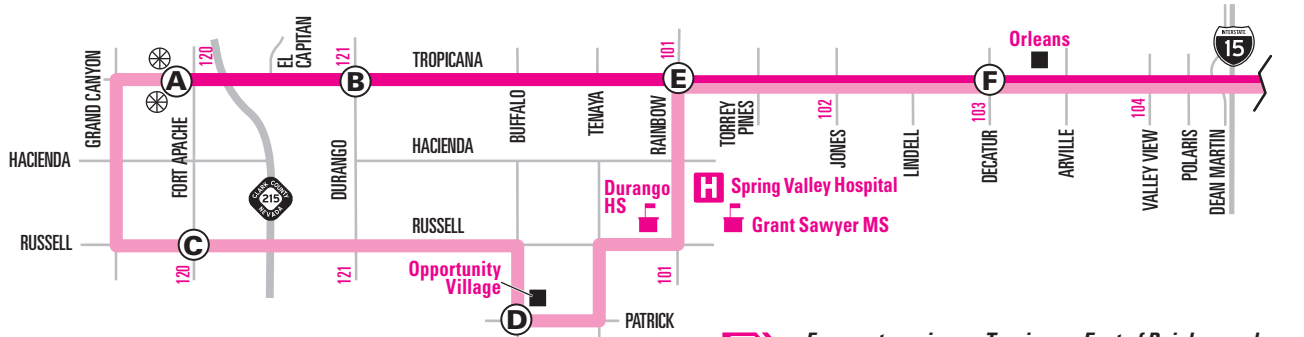 GRAND CANYON
120
FORT APACHE
EL
CAPITAN
121
DURANGO
TROPICANA
BUFFALO
TENAYA
101
RAINBOW
TORREY
PINES
102
JONES
LINDELL
103
DECATUR
Orleans
ARVILLE
104
VALLEY VIEW
POLARIS
DEAN MARTIN
INTERSTATE
15
A
B
E
F
HACIENDA
HACIENDA
CLARK COUNTY
215
NEVADA
Durango
HS
H Spring Valley Hospital
Grant Sawyer MS
RUSSELL
C
RUSSELL
120
121
101
Opportunity
Village
D
PATRICK